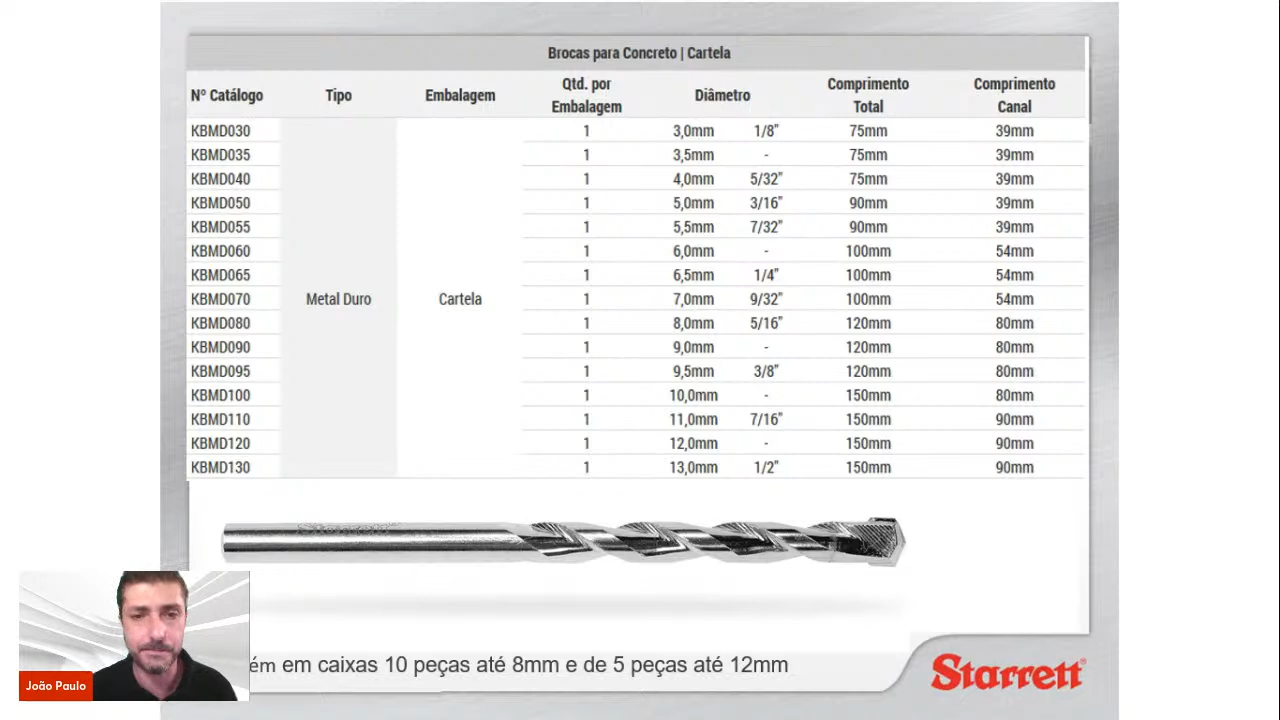 Brocas para Concreto | Cartela
Nº Catálogo Tipo Embalagem Qtd. por Embalagem Diâmetro Comprimento Total Comprimento Canal
KBMD030 1 3,0mm 1/8" 75mm 39mm
KBMD035 1 3,5mm - 75mm 39mm
KBMD040 1 4,0mm 5/32" 75mm 39mm
KBMD050 1 5,0mm 3/16" 90mm 39mm
KBMD055 1 5,5mm 7/32" 90mm 39mm
KBMD060 1 6,0mm - 100mm 54mm
KBMD065 1 6,5mm 1/4" 100mm 54mm
KBMD070 Metal Duro Cartela 1 7,0mm 9/32" 100mm 54mm
KBMD080 1 8,0mm 5/16" 120mm 80mm
KBMD090 1 9,0mm - 120mm 80mm
KBMD095 1 9,5mm 3/8" 120mm 80mm
KBMD100 1 10,0mm - 150mm 80mm
KBMD110 1 11,0mm 7/16" 150mm 90mm
KBMD120 1 12,0mm - 150mm 90mm
KBMD130 1 13,0mm 1/2" 150mm 90mm
Starrett
ém em caixas 10 peças até 8mm e de 5 peças até 12mm
Starrett®
João Paulo